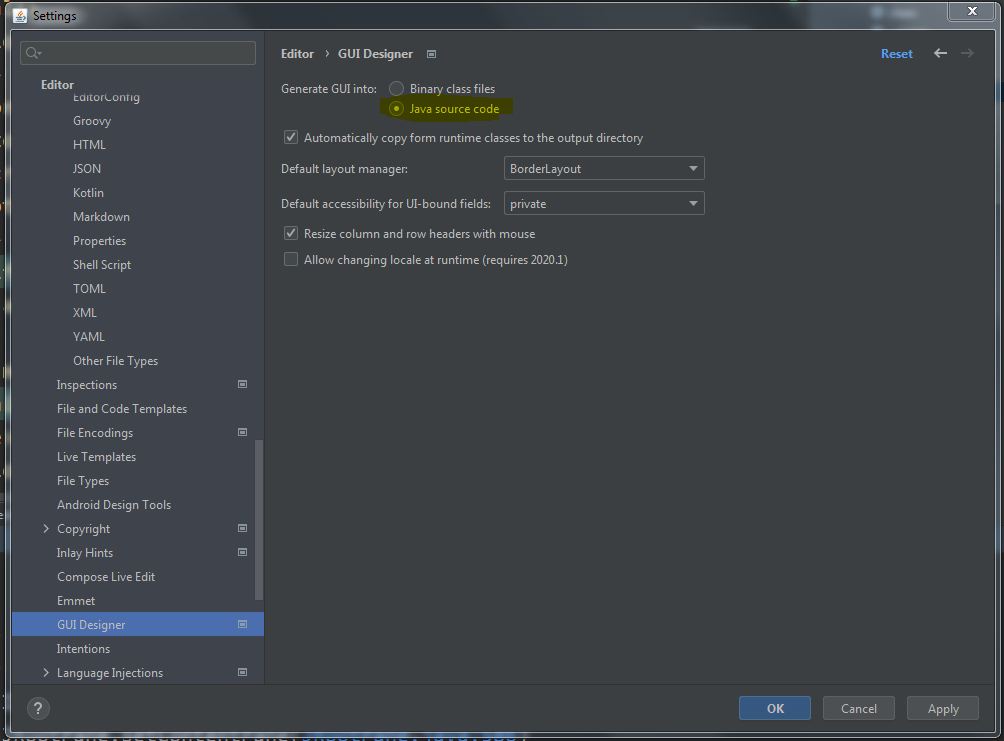 Settings
X
Editor
EditorConfig
Groovy
HTML
JSON
Kotlin
Markdown
Properties
Shell Script
TOML
XML
YAML
Other File Types
Inspections
File and Code Templates
File Encodings
Live Templates
File Types
Android Design Tools
Copyright
Inlay Hints
Compose Live Edit
Emmet
GUI Designer
Intentions
Language Injections
Editor › GUI Designer
Reset
Generate GUI into: Binary class files
Java source code
Automatically copy form runtime classes to the output directory
Default layout manager: BorderLayout
Default accessibility for UI-bound fields: private
Resize column and row headers with mouse
Allow changing locale at runtime (requires 2020.1)
?
OK Cancel Apply